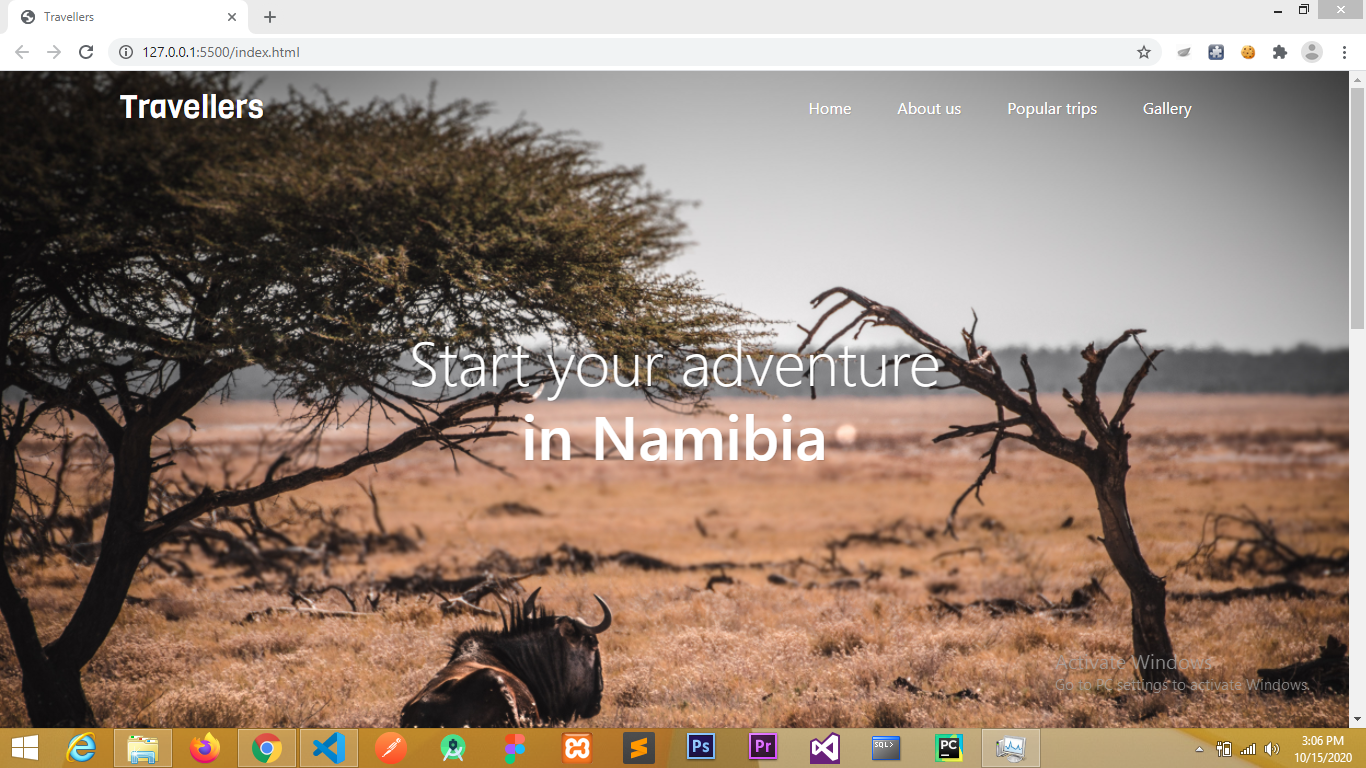 Travellers
127.0.0.1:5500/index.html
Travellers
Home About us Popular trips Gallery
Start your adventure
in Namibia
Activate Windows
Go to PC settings to activate Windows.
Ps
Pr
SQL>
PC
3:06 PM
10/15/2020